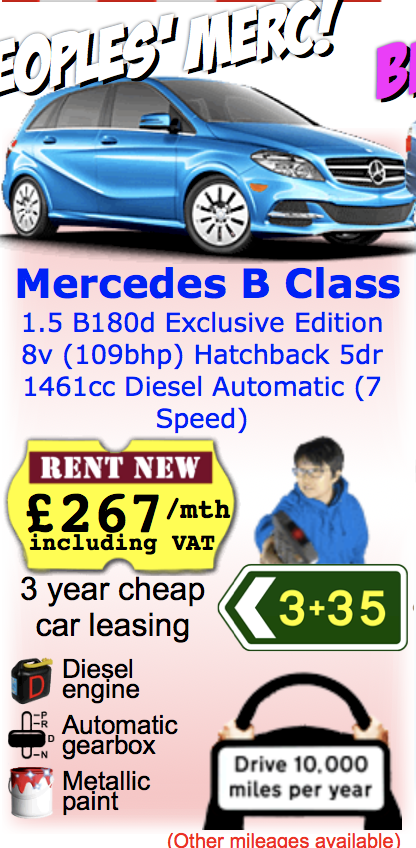 EOPLES' MERC!
B
Mercedes B Class
1.5 B180d Exclusive Edition
8v (109bhp) Hatchback 5dr
1461cc Diesel Automatic (7
Speed)
RENT NEW
£267/mth
including VAT
3 year cheap
car leasing
3+35
D
Diesel
engine
P
R
D
N
Automatic
gearbox
Metallic
paint
Drive 10,000
miles per year
(Other mileages available)